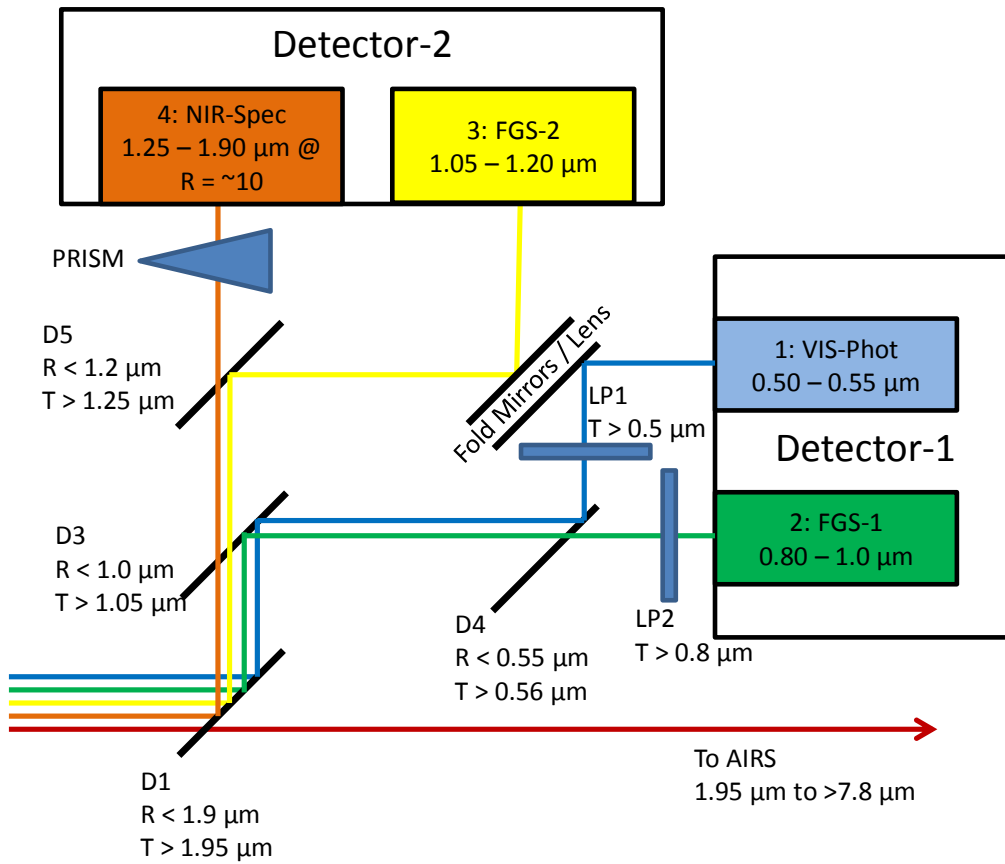 Detector-2
4: NIR-Spec
1.25 – 1.90 µm @
R = ~10
3: FGS-2
1.05 – 1.20 µm
PRISM
D5
R < 1.2 µm
T > 1.25 µm
Fold Mirrors / Lens
LP1
T > 0.5 µm
1: VIS-Phot
0.50 – 0.55 µm
Detector-1
2: FGS-1
0.80 – 1.0 µm
D3
R < 1.0 µm
T > 1.05 µm
D4
R < 0.55 µm
T > 0.56 µm
LP2
T > 0.8 µm
To AIRS
1.95 µm to >7.8 µm
D1
R < 1.9 µm
T > 1.95 µm